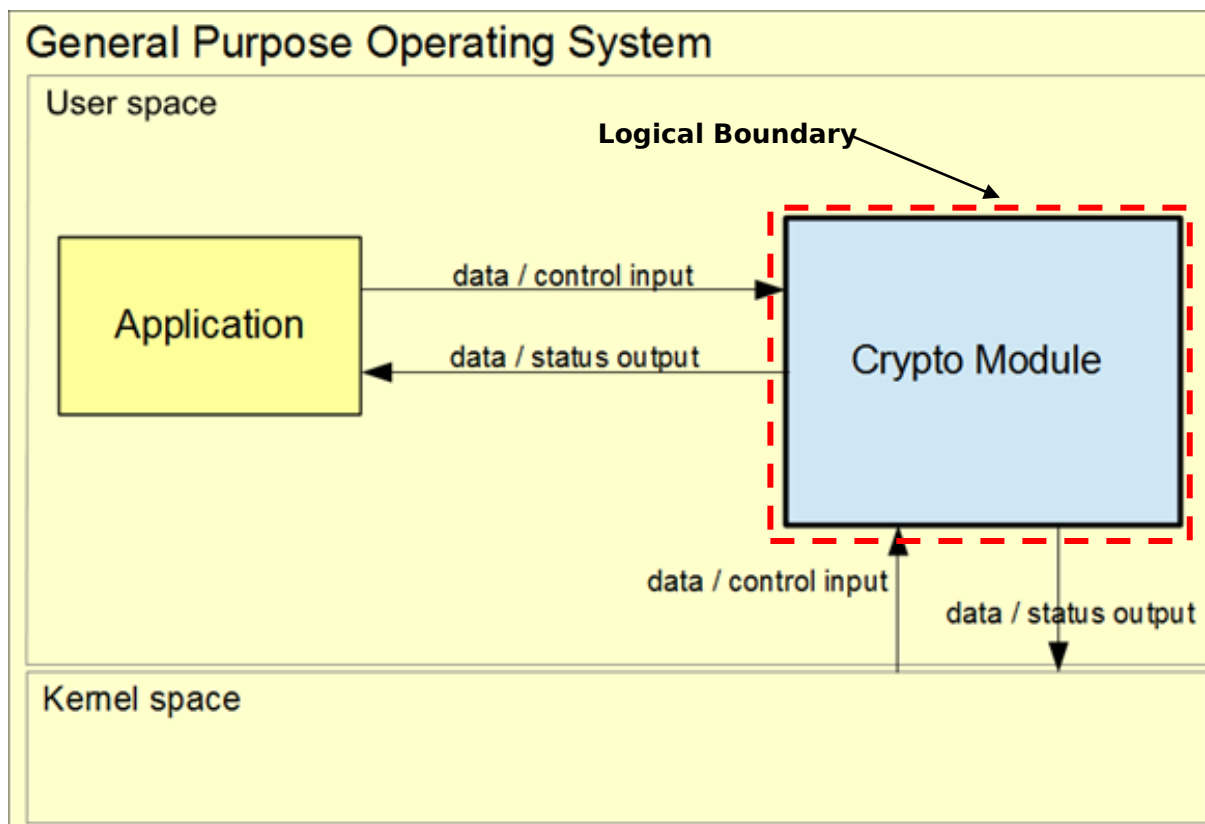 General Purpose Operating System
User space
Logical Boundary
data / control input
Application
data / status output
Crypto Module
data / control input
data / status output
Kernel space